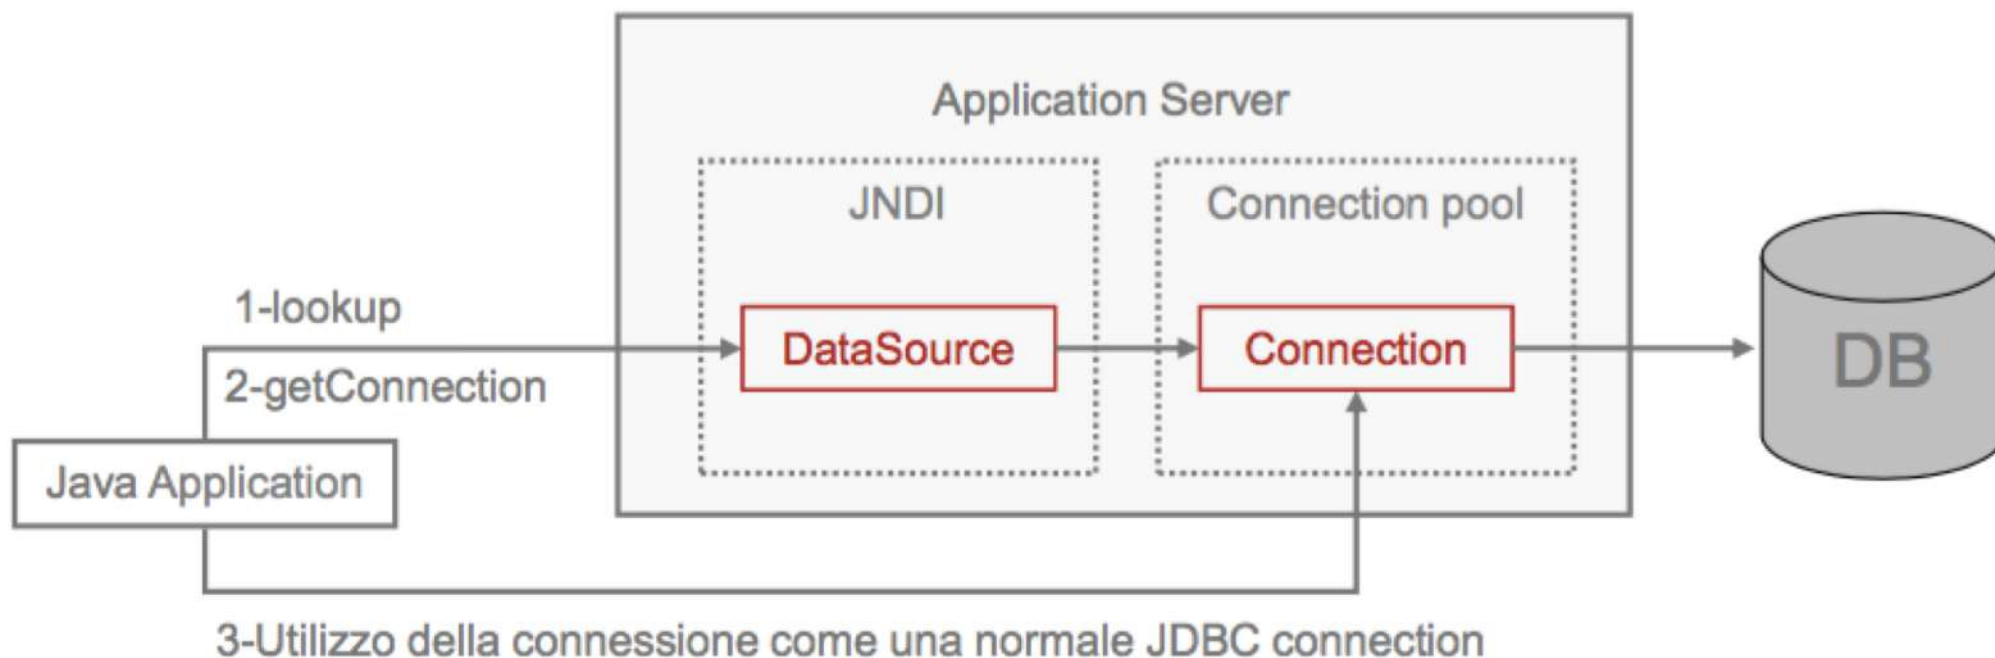 Application Server
JNDI
Connection pool
1-lookup
2-getConnection
DataSource
Connection
DB
Java Application
3-Utilizzo della connessione come una normale JDBC connection